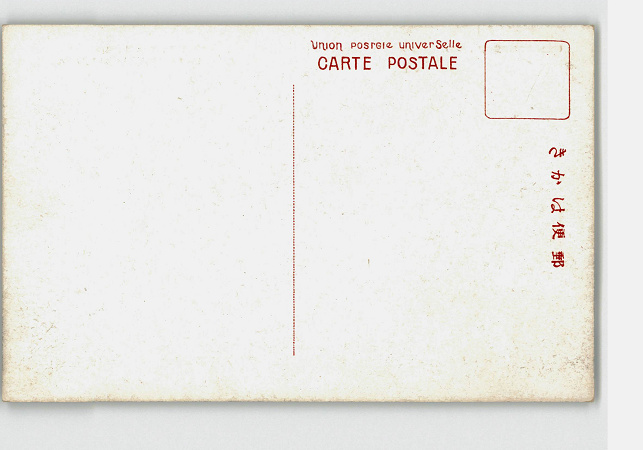 Union postale universelle
CARTE POSTALE
きかは便郵